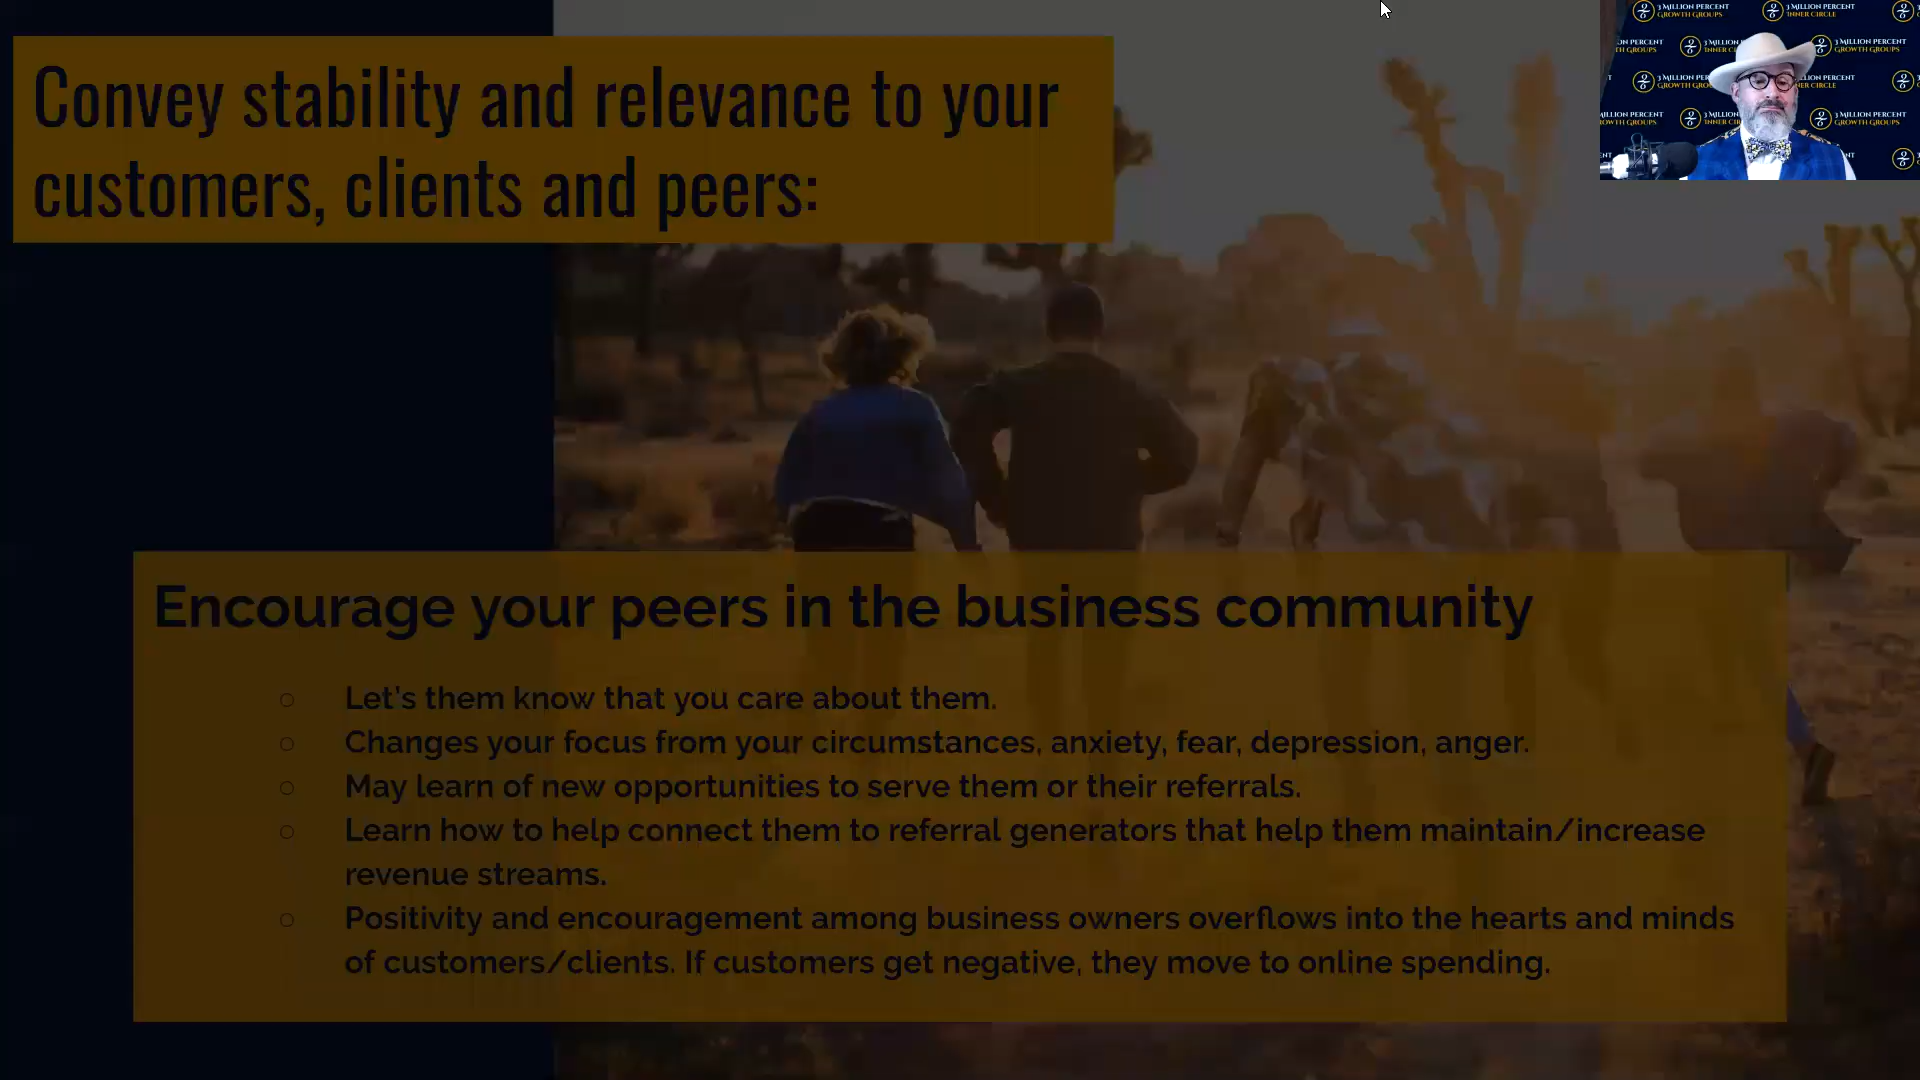 Convey stability and relevance to your
customers, clients and peers:
Encourage your peers in the business community
Let's them know that you care about them.
Changes your focus from your circumstances, anxiety, fear, depression, anger.
May learn of new opportunities to serve them or their referrals.
Learn how to help connect them to referral generators that help them maintain/increase
revenue streams.
Positivity and encouragement among business owners overflows into the hearts and minds
of customers/clients. If customers get negative, they move to online spending.
3 MILLION PERCENT
GROWTH GROUPS
3 MILLION PERCENT
INNER CIRCLE
3 MILLION PERCENT
GROWTH GROUPS